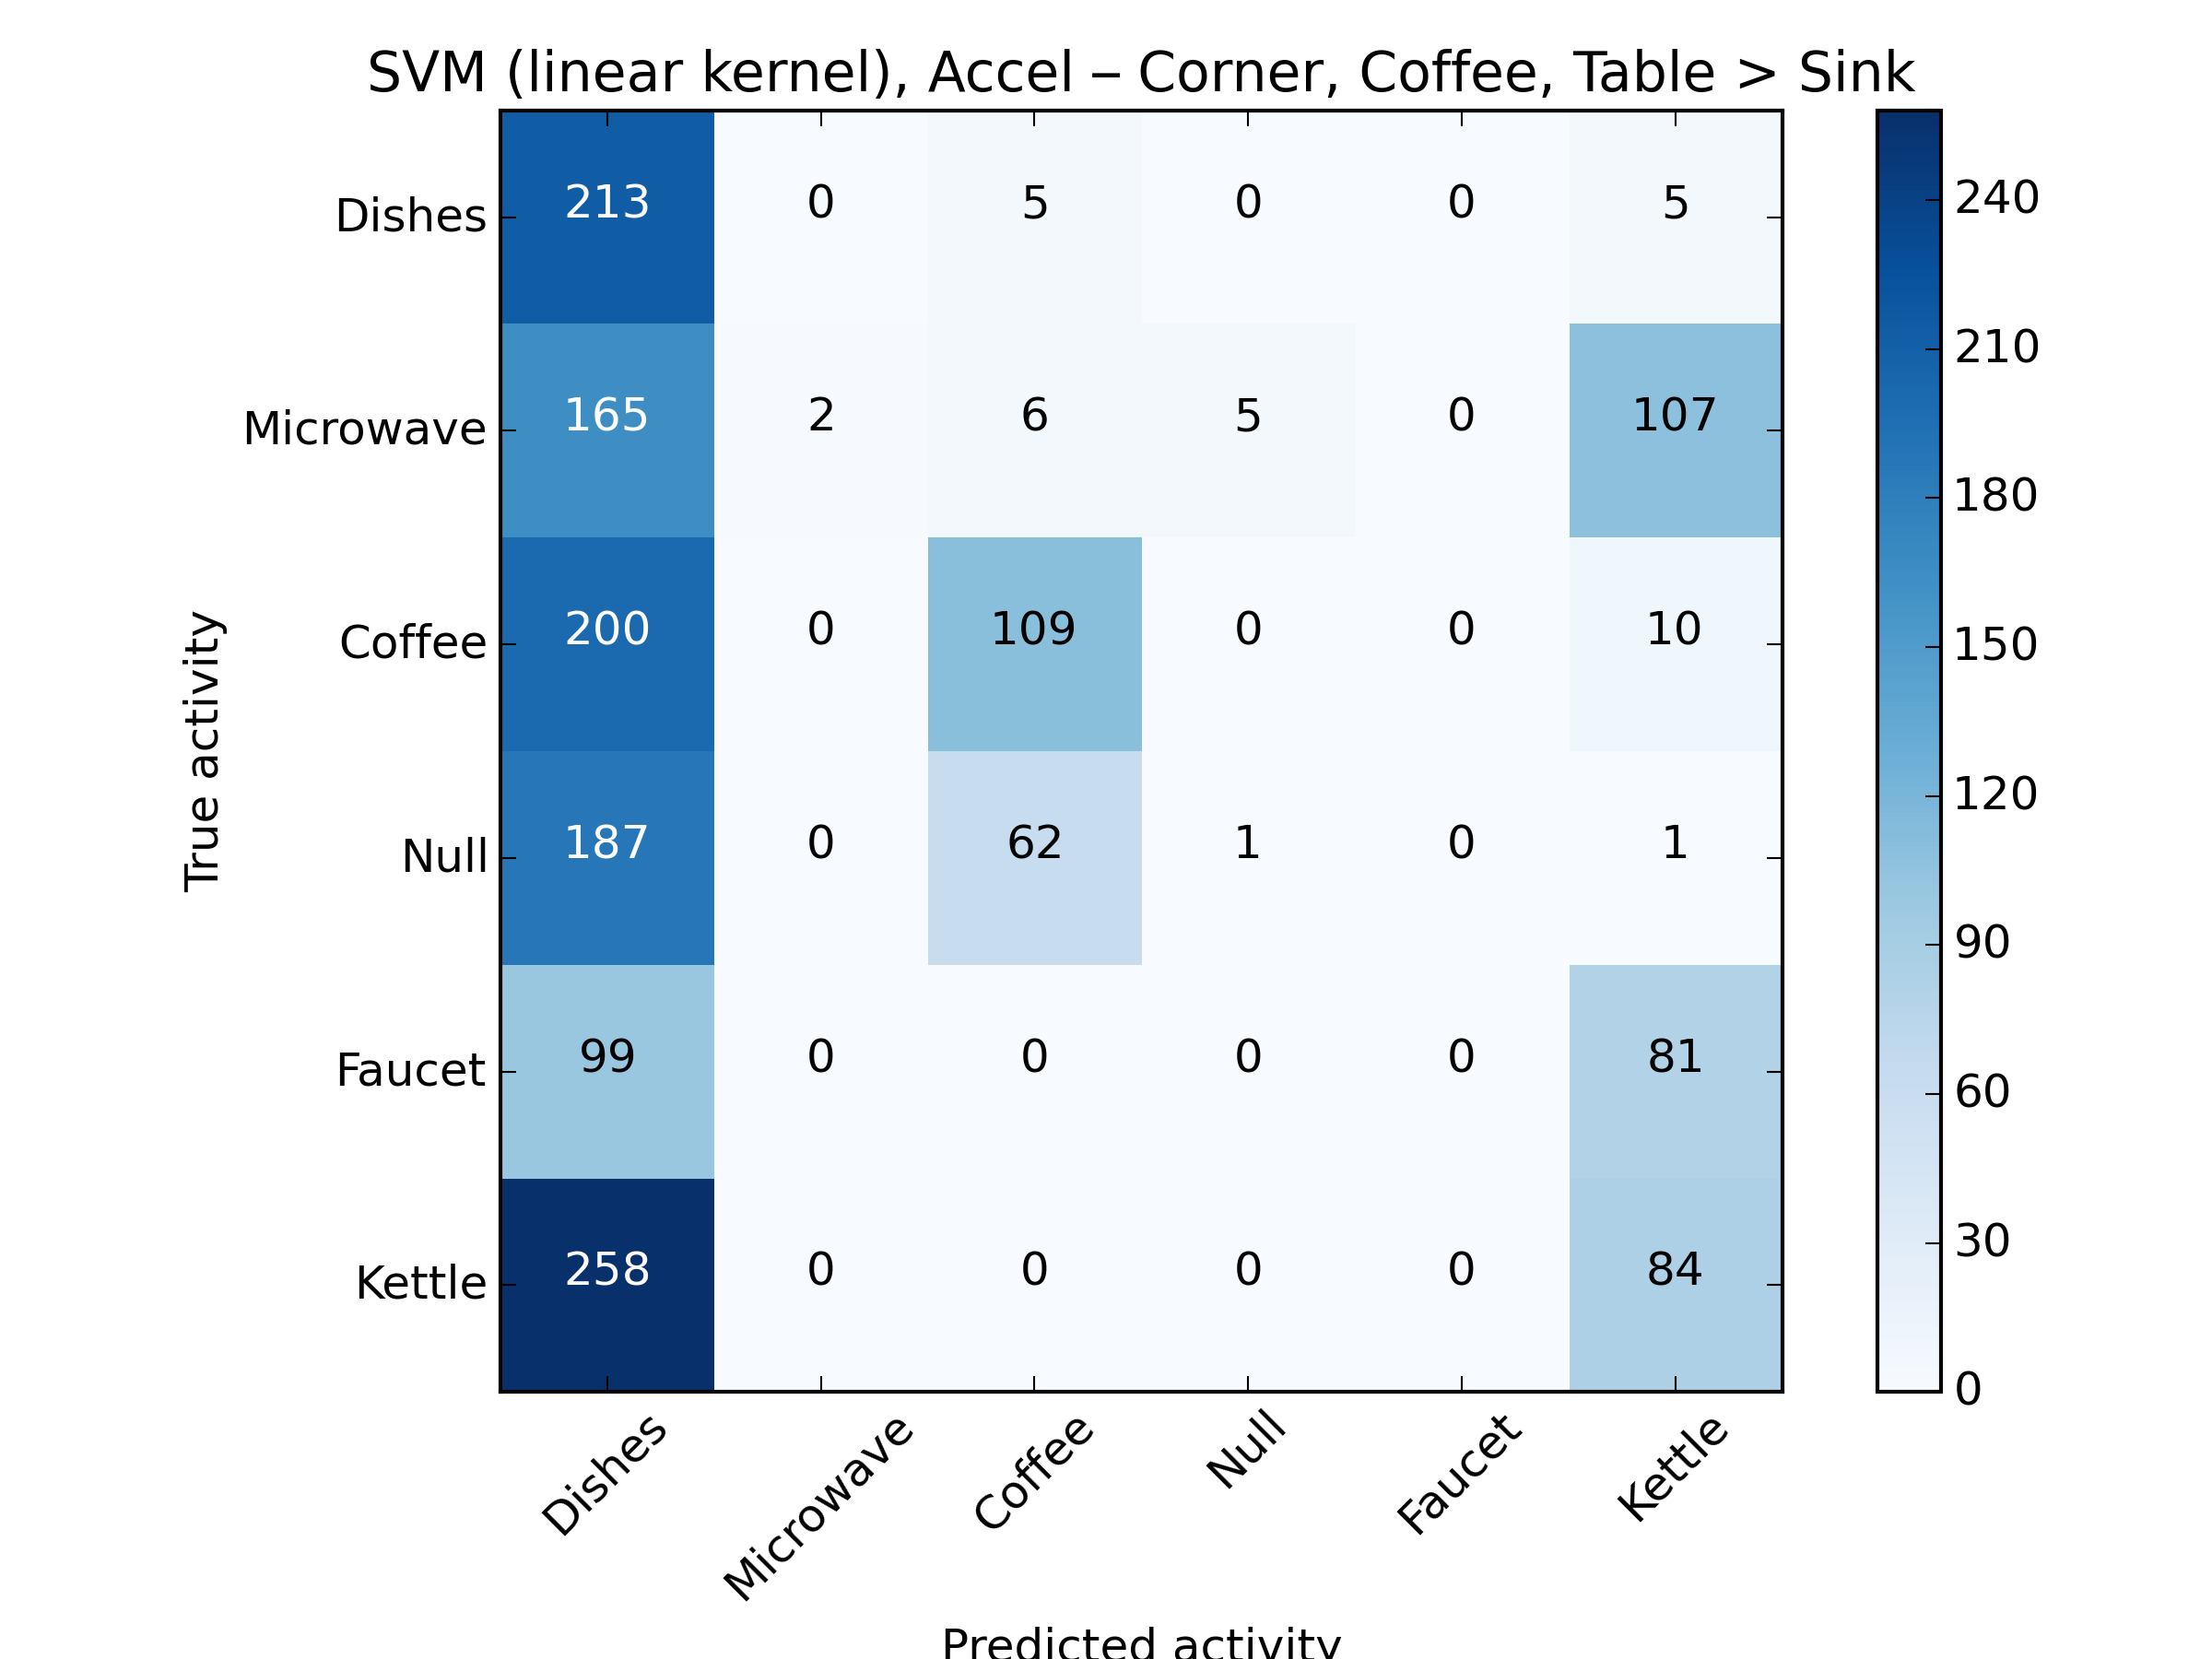 SVM (linear kernel), Accel – Corner, Coffee, Table > Sink
Dishes 213 0 5 0 0 5
Microwave 165 2 6 5 0 107
Coffee 200 0 109 0 0 10
Null 187 0 62 1 0 1
Faucet 99 0 0 0 0 81
Kettle 258 0 0 0 0 84
True activity
Dishes Microwave Coffee Null Faucet Kettle
Predicted activity
240
210
180
150
120
90
60
30
0